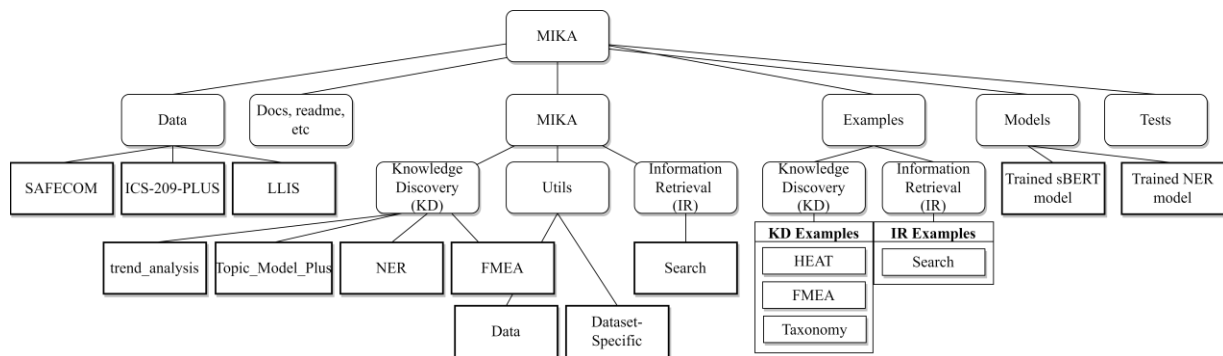 MIKA
Data
Docs, readme,
etc
MIKA
Examples
Models
Tests
SAFECOM
ICS-209-PLUS
LLIS
Knowledge
Discovery
(KD)
Utils
Information
Retrieval
(IR)
Knowledge
Discovery
(KD)
Information
Retrieval
(IR)
Trained sBERT
model
Trained NER
model
trend_analysis
Topic_Model_Plus
NER
FMEA
Search
KD Examples
HEAT
FMEA
Taxonomy
IR Examples
Search
Data
Dataset-
Specific